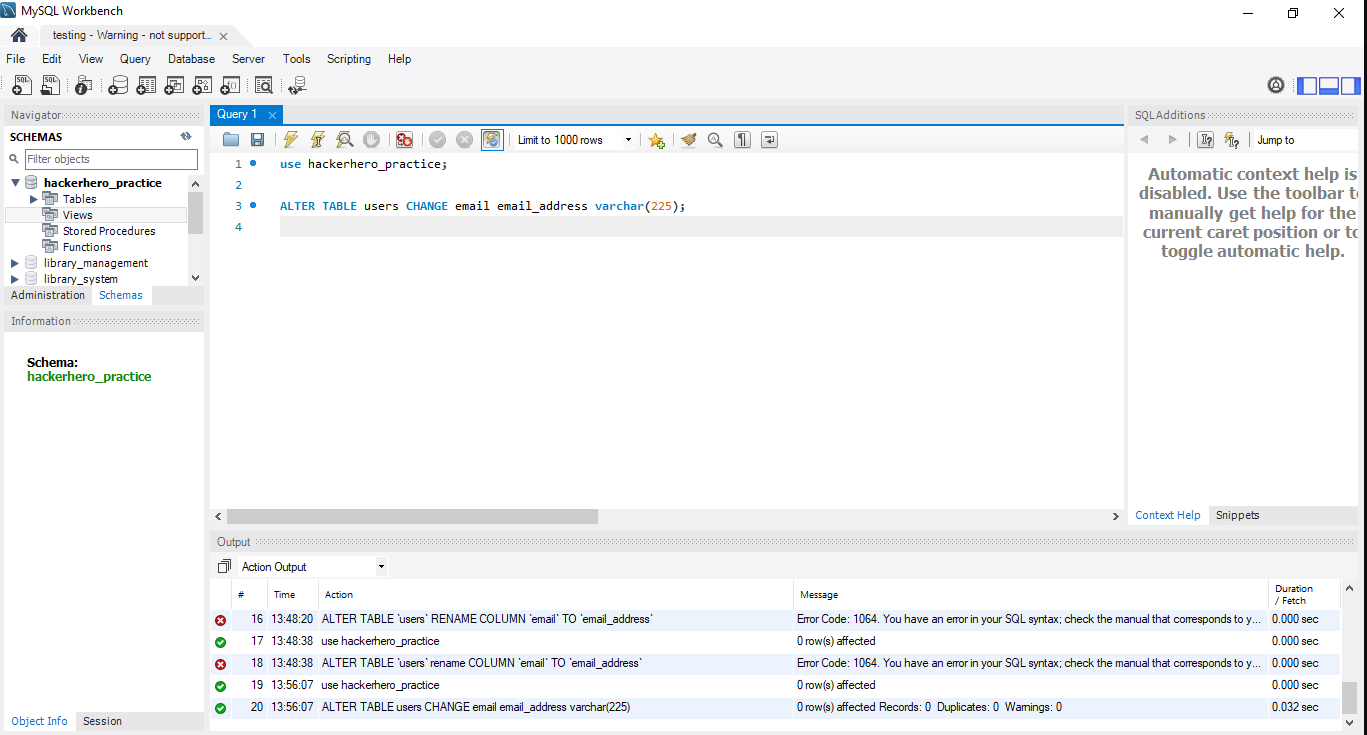 MySQL Workbench
testing - Warning - not support...
File Edit View Query Database Server Tools Scripting Help
Navigator
SCHEMAS
Filter objects
hackerhero_practice
Tables
Views
Stored Procedures
Functions
library_management
library_system
Administration Schemas
Information
Schema:
hackerhero_practice
Object Info Session
Query 1
Limit to 1000 rows
1 use hackerhero_practice;
2
3 ALTER TABLE users CHANGE email email_address varchar(225);
4
SQLAdditions
Jump to
Automatic context help is
disabled. Use the toolbar to
manually get help for the
current caret position or to
toggle automatic help.
Context Help Snippets
Output
Action Output
# Time Action Message Duration / Fetch
16 13:48:20 ALTER TABLE `users` RENAME COLUMN `email` TO `email_address` Error Code: 1064. You have an error in your SQL syntax; check the manual that corresponds to y... 0.000 sec
17 13:48:38 use hackerhero_practice 0 row(s) affected 0.000 sec
18 13:48:38 ALTER TABLE `users` rename COLUMN `email` TO `email_address` Error Code: 1064. You have an error in your SQL syntax; check the manual that corresponds to y... 0.000 sec
19 13:56:07 use hackerhero_practice 0 row(s) affected 0.000 sec
20 13:56:07 ALTER TABLE users CHANGE email email_address varchar(225) 0 row(s) affected Records: 0 Duplicates: 0 Warnings: 0 0.032 sec